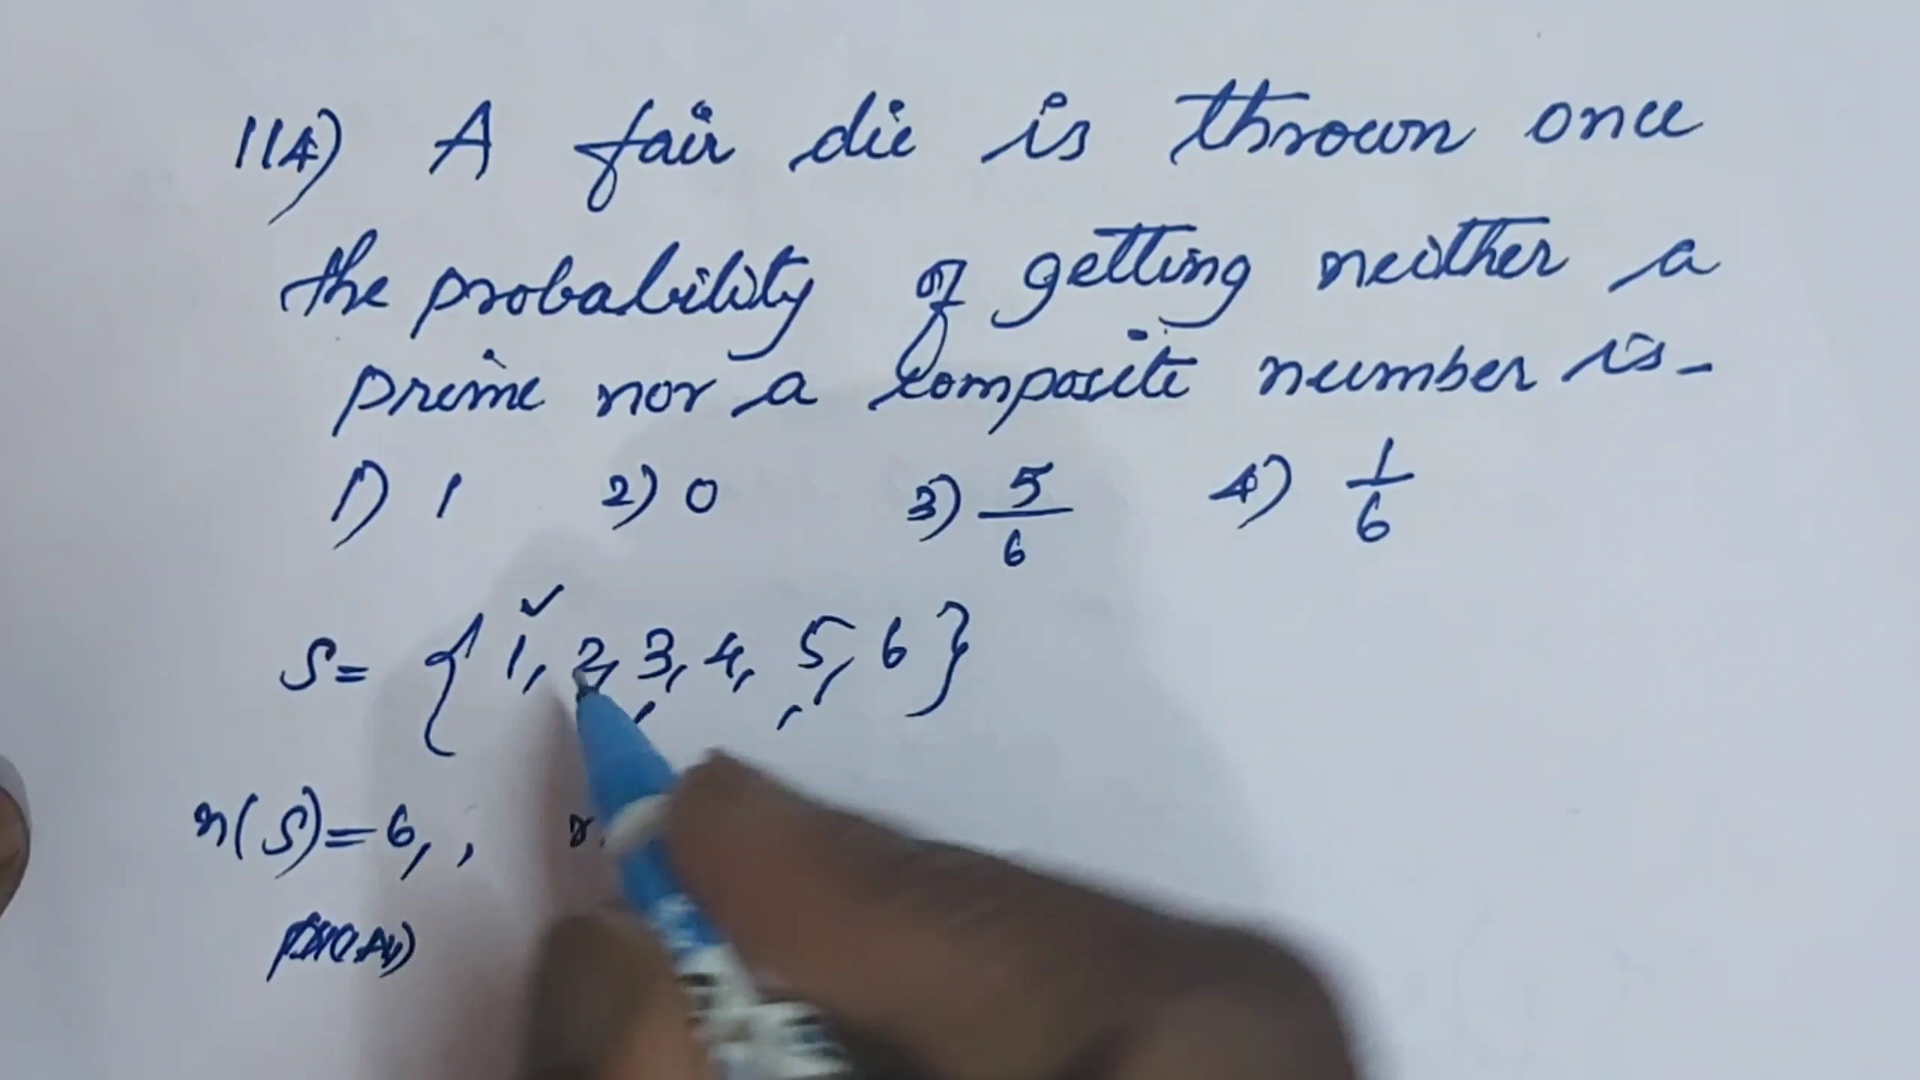 114) A fair die is thrown once
the probability of getting neither a
prime nor a composite number is-
1) 1 2) 0 3) 5/6 4) 1/6
S = { 1, 2, 3, 4, 5, 6 }
n(S) = 6, ,